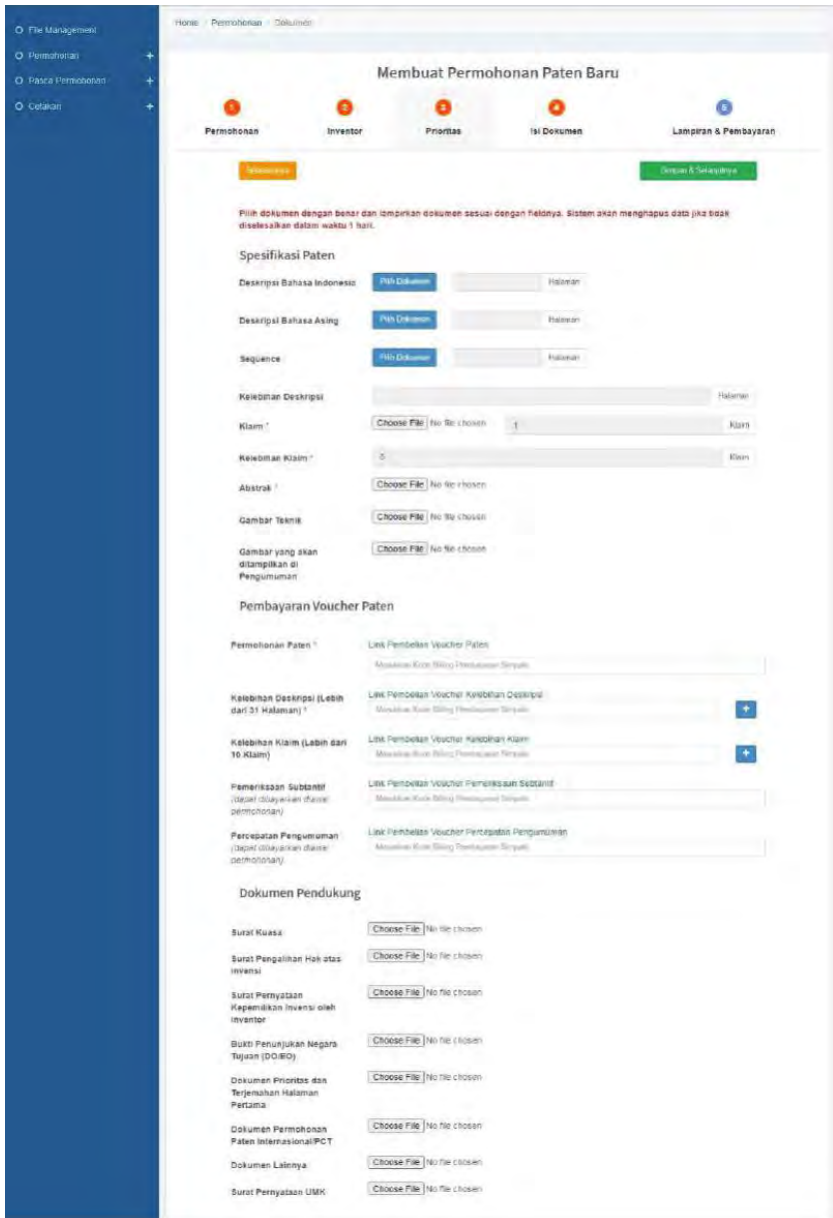 File Management
Permohonan +
Pasca Permohonan +
Cetakan +
Home / Permohonan / Dokumen
Membuat Permohonan Paten Baru
1 2 3 4 5
Permohonan Inventor Prioritas Isi Dokumen Lampiran & Pembayaran
Sebelumnya Simpan & Selanjutnya
Pilih dokumen dengan benar dan lampirkan dokumen sesuai dengan fieldnya. Sistem akan menghapus data jika tidak
diselesaikan dalam waktu 1 hari.
Spesifikasi Paten
Deskripsi Bahasa Indonesia Pilih Dokumen Halaman
Deskripsi Bahasa Asing Pilih Dokumen Halaman
Sequence Pilih Dokumen Halaman
Kelebihan Deskripsi Halaman
Klaim * Choose File No file chosen 1 Klaim
Kelebihan Klaim * Klaim
Abstrak * Choose File No file chosen
Gambar Teknik Choose File No file chosen
Gambar yang akan Choose File No file chosen
ditampilkan di
Pengumuman
Pembayaran Voucher Paten
Permohonan Paten * Link Pembelian Voucher Paten
Masukkan Kode Billing Pembayaran Simpaki
Kelebihan Deskripsi (Lebih Link Pembelian Voucher Kelebihan Deskripsi
dari 31 Halaman) * Masukkan Kode Billing Pembayaran Simpaki +
Kelebihan Klaim (Lebih dari Link Pembelian Voucher Kelebihan Klaim
10 Klaim) Masukkan Kode Billing Pembayaran Simpaki +
Pemeriksaan Subtantif Link Pembelian Voucher Pemeriksaan Subtantif
(dapat dibayarkan diawal Masukkan Kode Billing Pembayaran Simpaki
permohonan)
Percepatan Pengumuman Link Pembelian Voucher Percepatan Pengumuman
(dapat dibayarkan diawal Masukkan Kode Billing Pembayaran Simpaki
permohonan)
Dokumen Pendukung
Surat Kuasa Choose File No file chosen
Surat Pengalihan Hak atas Choose File No file chosen
Invensi
Surat Pernyataan Choose File No file chosen
Kepemilikan Invensi oleh
Inventor
Bukti Penunjukan Negara Choose File No file chosen
Tujuan (DO/EO)
Dokumen Prioritas dan Choose File No file chosen
Terjemahan Halaman
Pertama
Dokumen Permohonan Choose File No file chosen
Paten Internasional/PCT
Dokumen Lainnya Choose File No file chosen
Surat Pernyataan UMK Choose File No file chosen